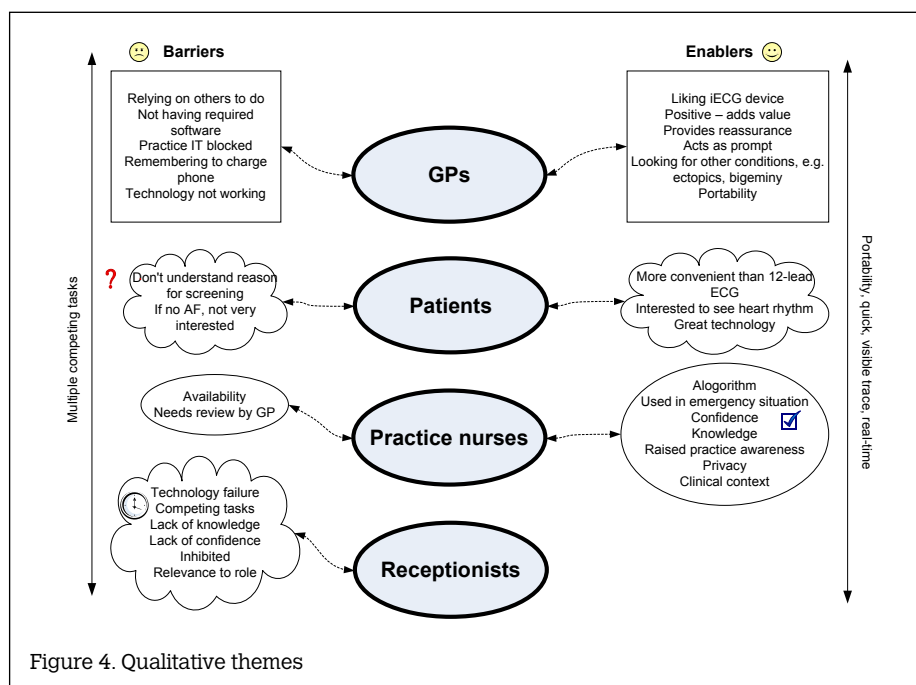 Barriers
Enablers
Relying on others to do
Not having required
software
Practice IT blocked
Remembering to charge
phone
Technology not working
GPs
Liking iECG device
Positive – adds value
Provides reassurance
Acts as prompt
Looking for other conditions, e.g.
ectopics, bigeminy
Portability
Multiple competing tasks
?
Don't understand reason
for screening
If no AF, not very
interested
Patients
More convenient than 12-lead
ECG
Interested to see heart rhythm
Great technology
Portability, quick, visible trace, real-time
Availability
Needs review by GP
Practice nurses
Alogorithm
Used in emergency situation
Confidence
Knowledge
Raised practice awareness
Privacy
Clinical context
Technology failure
Competing tasks
Lack of knowledge
Lack of confidence
Inhibited
Relevance to role
Receptionists
Figure 4. Qualitative themes